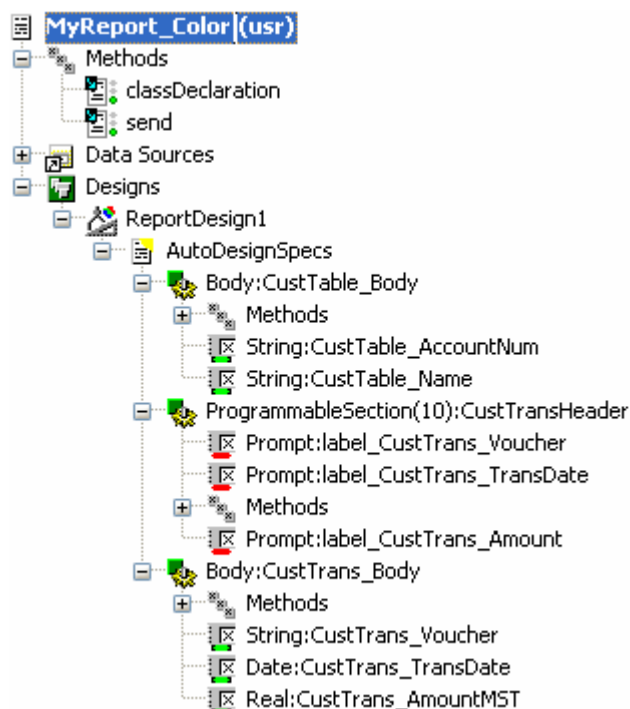 MyReport_Color (usr)
Methods
classDeclaration
send
Data Sources
Designs
ReportDesign1
AutoDesignSpecs
Body:CustTable_Body
Methods
String:CustTable_AccountNum
String:CustTable_Name
ProgrammableSection(10):CustTransHeader
Prompt:label_CustTrans_Voucher
Prompt:label_CustTrans_TransDate
Methods
Prompt:label_CustTrans_Amount
Body:CustTrans_Body
Methods
String:CustTrans_Voucher
Date:CustTrans_TransDate
Real:CustTrans_AmountMST